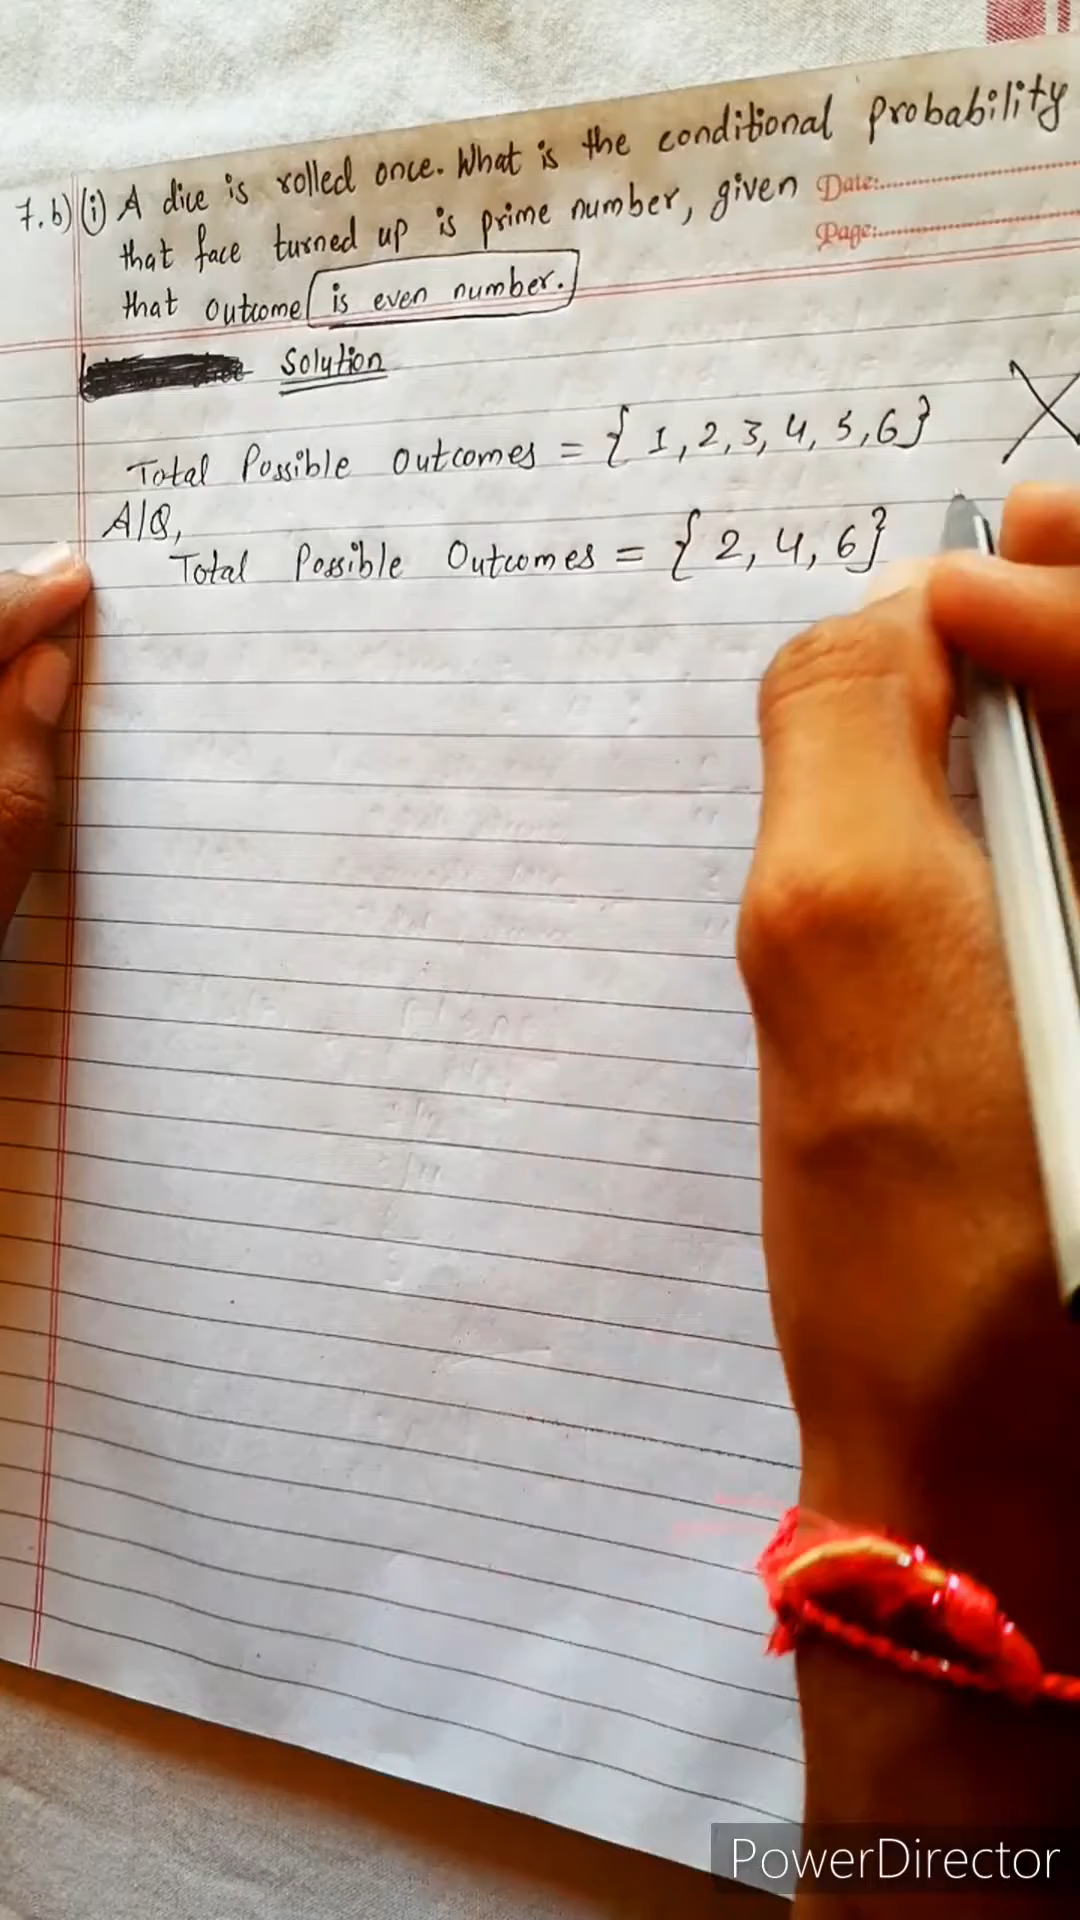 7.b) (i) A dice is rolled once. What is the conditional probability
that face turned up is prime number, given
that outcome is even number.
Date:
Page:
Solution
Total Possible Outcomes = { 1, 2, 3, 4, 5, 6 }
A/Q,
Total Possible Outcomes = { 2, 4, 6 }
PowerDirector